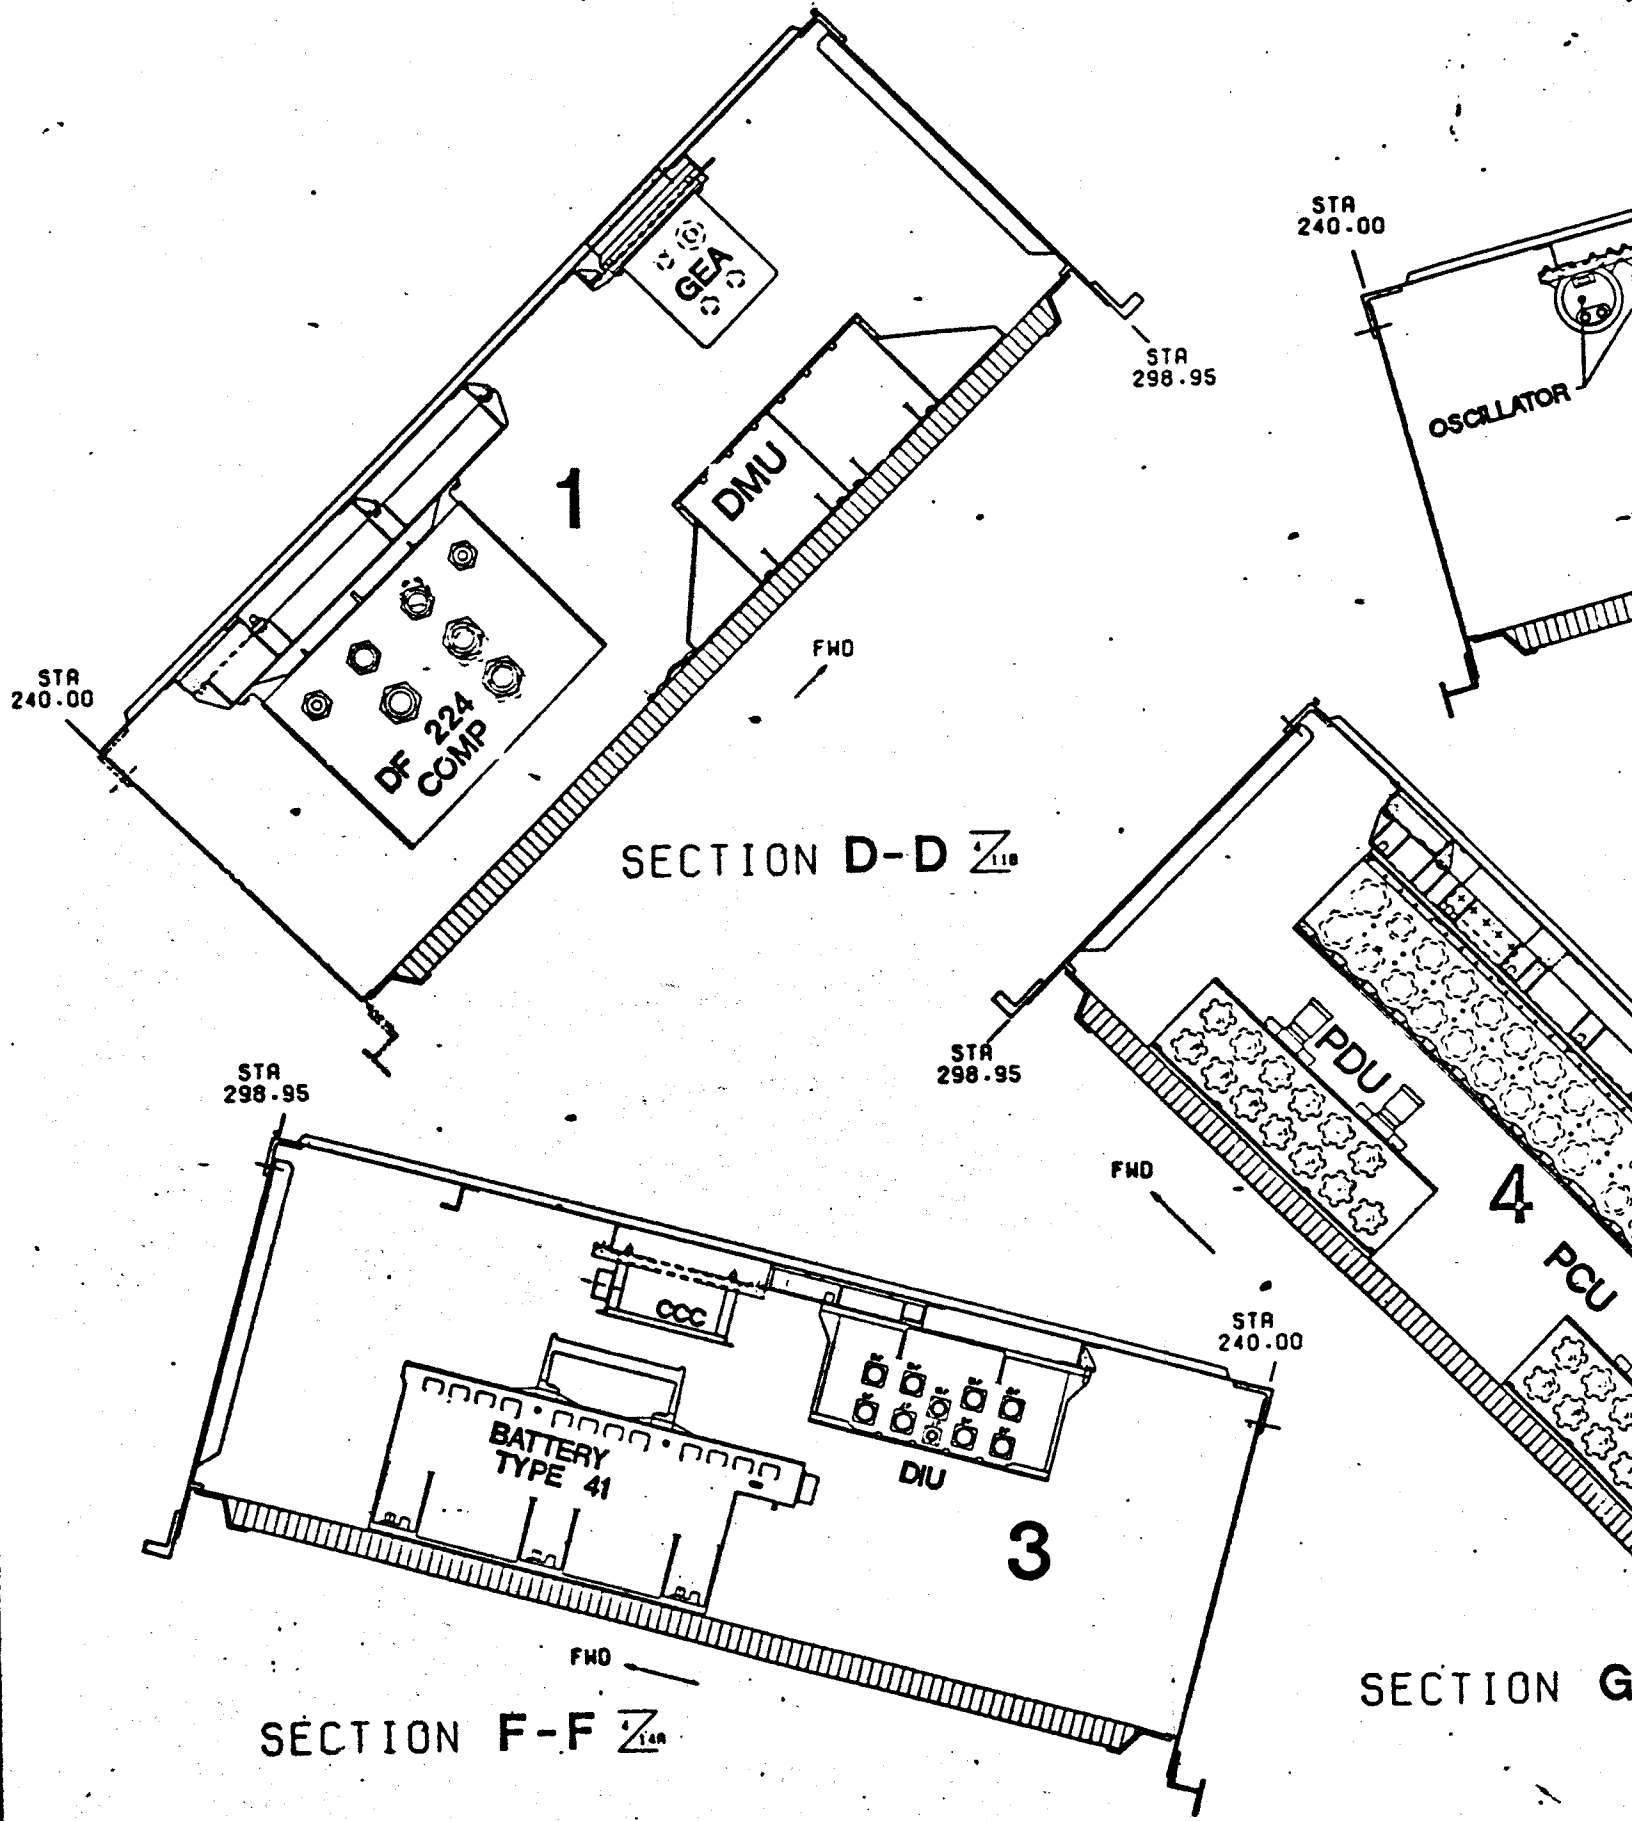 STA
240.00
GEA
STA
298.95
OSCILLATOR
1
DMU
FWD
STA
240.00
DF 224
COMP
SECTION D-D
STA
298.95
PDU
FWD
4
PCU
STA
298.95
CCC
STA
240.00
BATTERY
TYPE 41
DIU
3
FWD
SECTION G
SECTION F-F